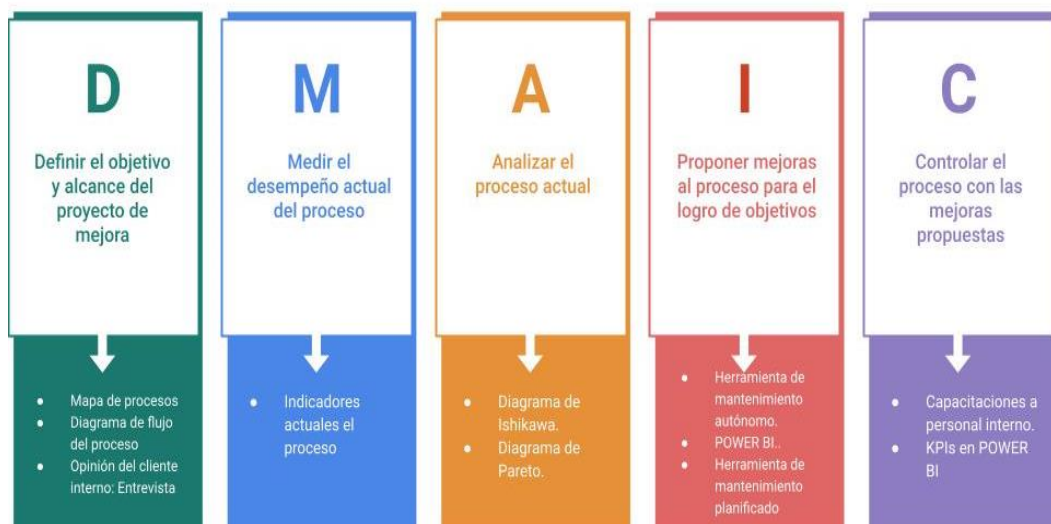 D
Definir el objetivo
y alcance del
proyecto de
mejora
Mapa de procesos
Diagrama de flujo
del proceso
Opinión del cliente
interno: Entrevista
M
Medir el
desempeño actual
del proceso
Indicadores
actuales el
proceso
A
Analizar el
proceso actual
Diagrama de
Ishikawa.
Diagrama de
Pareto.
I
Proponer mejoras
al proceso para el
logro de objetivos
Herramienta de
mantenimiento
autónomo.
POWER BI..
Herramienta de
mantenimiento
planificado
C
Controlar el
proceso con las
mejoras
propuestas
Capacitaciones a
personal interno.
KPIs en POWER
BI